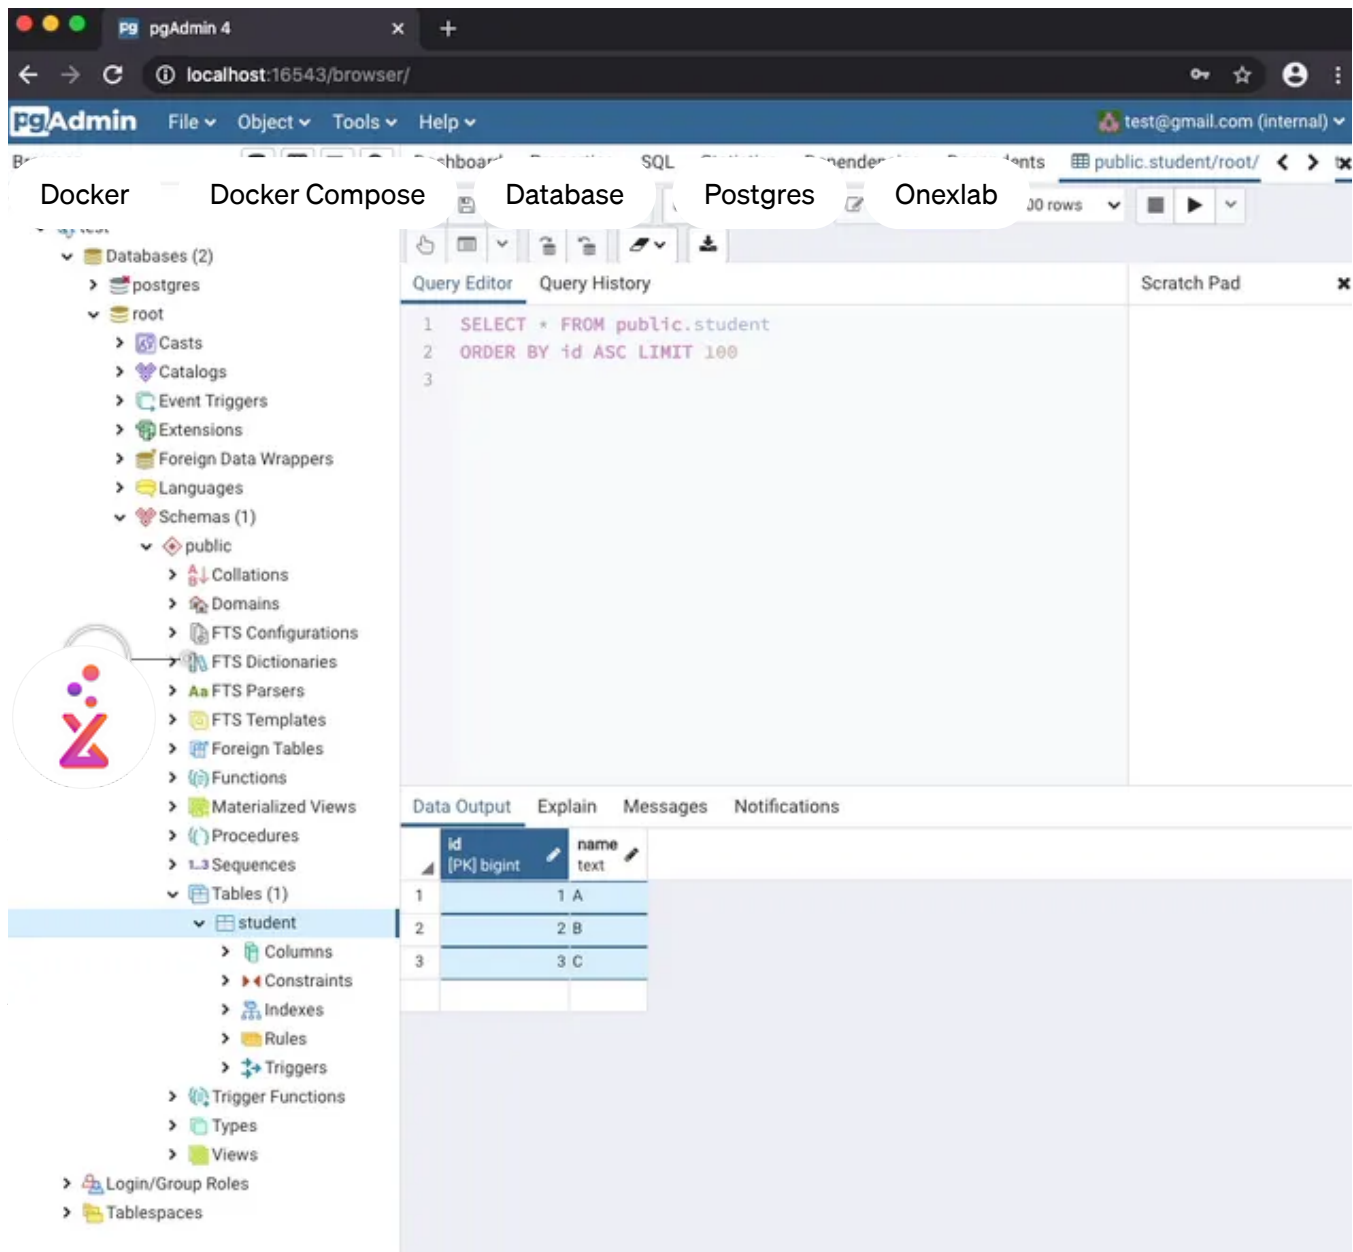 pgAdmin 4
localhost:16543/browser/
pgAdmin File Object Tools Help test@gmail.com (internal)
SQL public.student/root/
Docker Docker Compose Database Postgres Onexlab
test
Databases (2)
postgres
root
Casts
Catalogs
Event Triggers
Extensions
Foreign Data Wrappers
Languages
Schemas (1)
public
Collations
Domains
FTS Configurations
FTS Dictionaries
FTS Parsers
FTS Templates
Foreign Tables
Functions
Materialized Views
Procedures
1..3 Sequences
Tables (1)
student
Columns
Constraints
Indexes
Rules
Triggers
Trigger Functions
Types
Views
Login/Group Roles
Tablespaces
rows
Query Editor Query History
Scratch Pad
1 SELECT * FROM public.student
2 ORDER BY id ASC LIMIT 100
3
Data Output Explain Messages Notifications
id name
[PK] bigint text
1 1 A
2 2 B
3 3 C